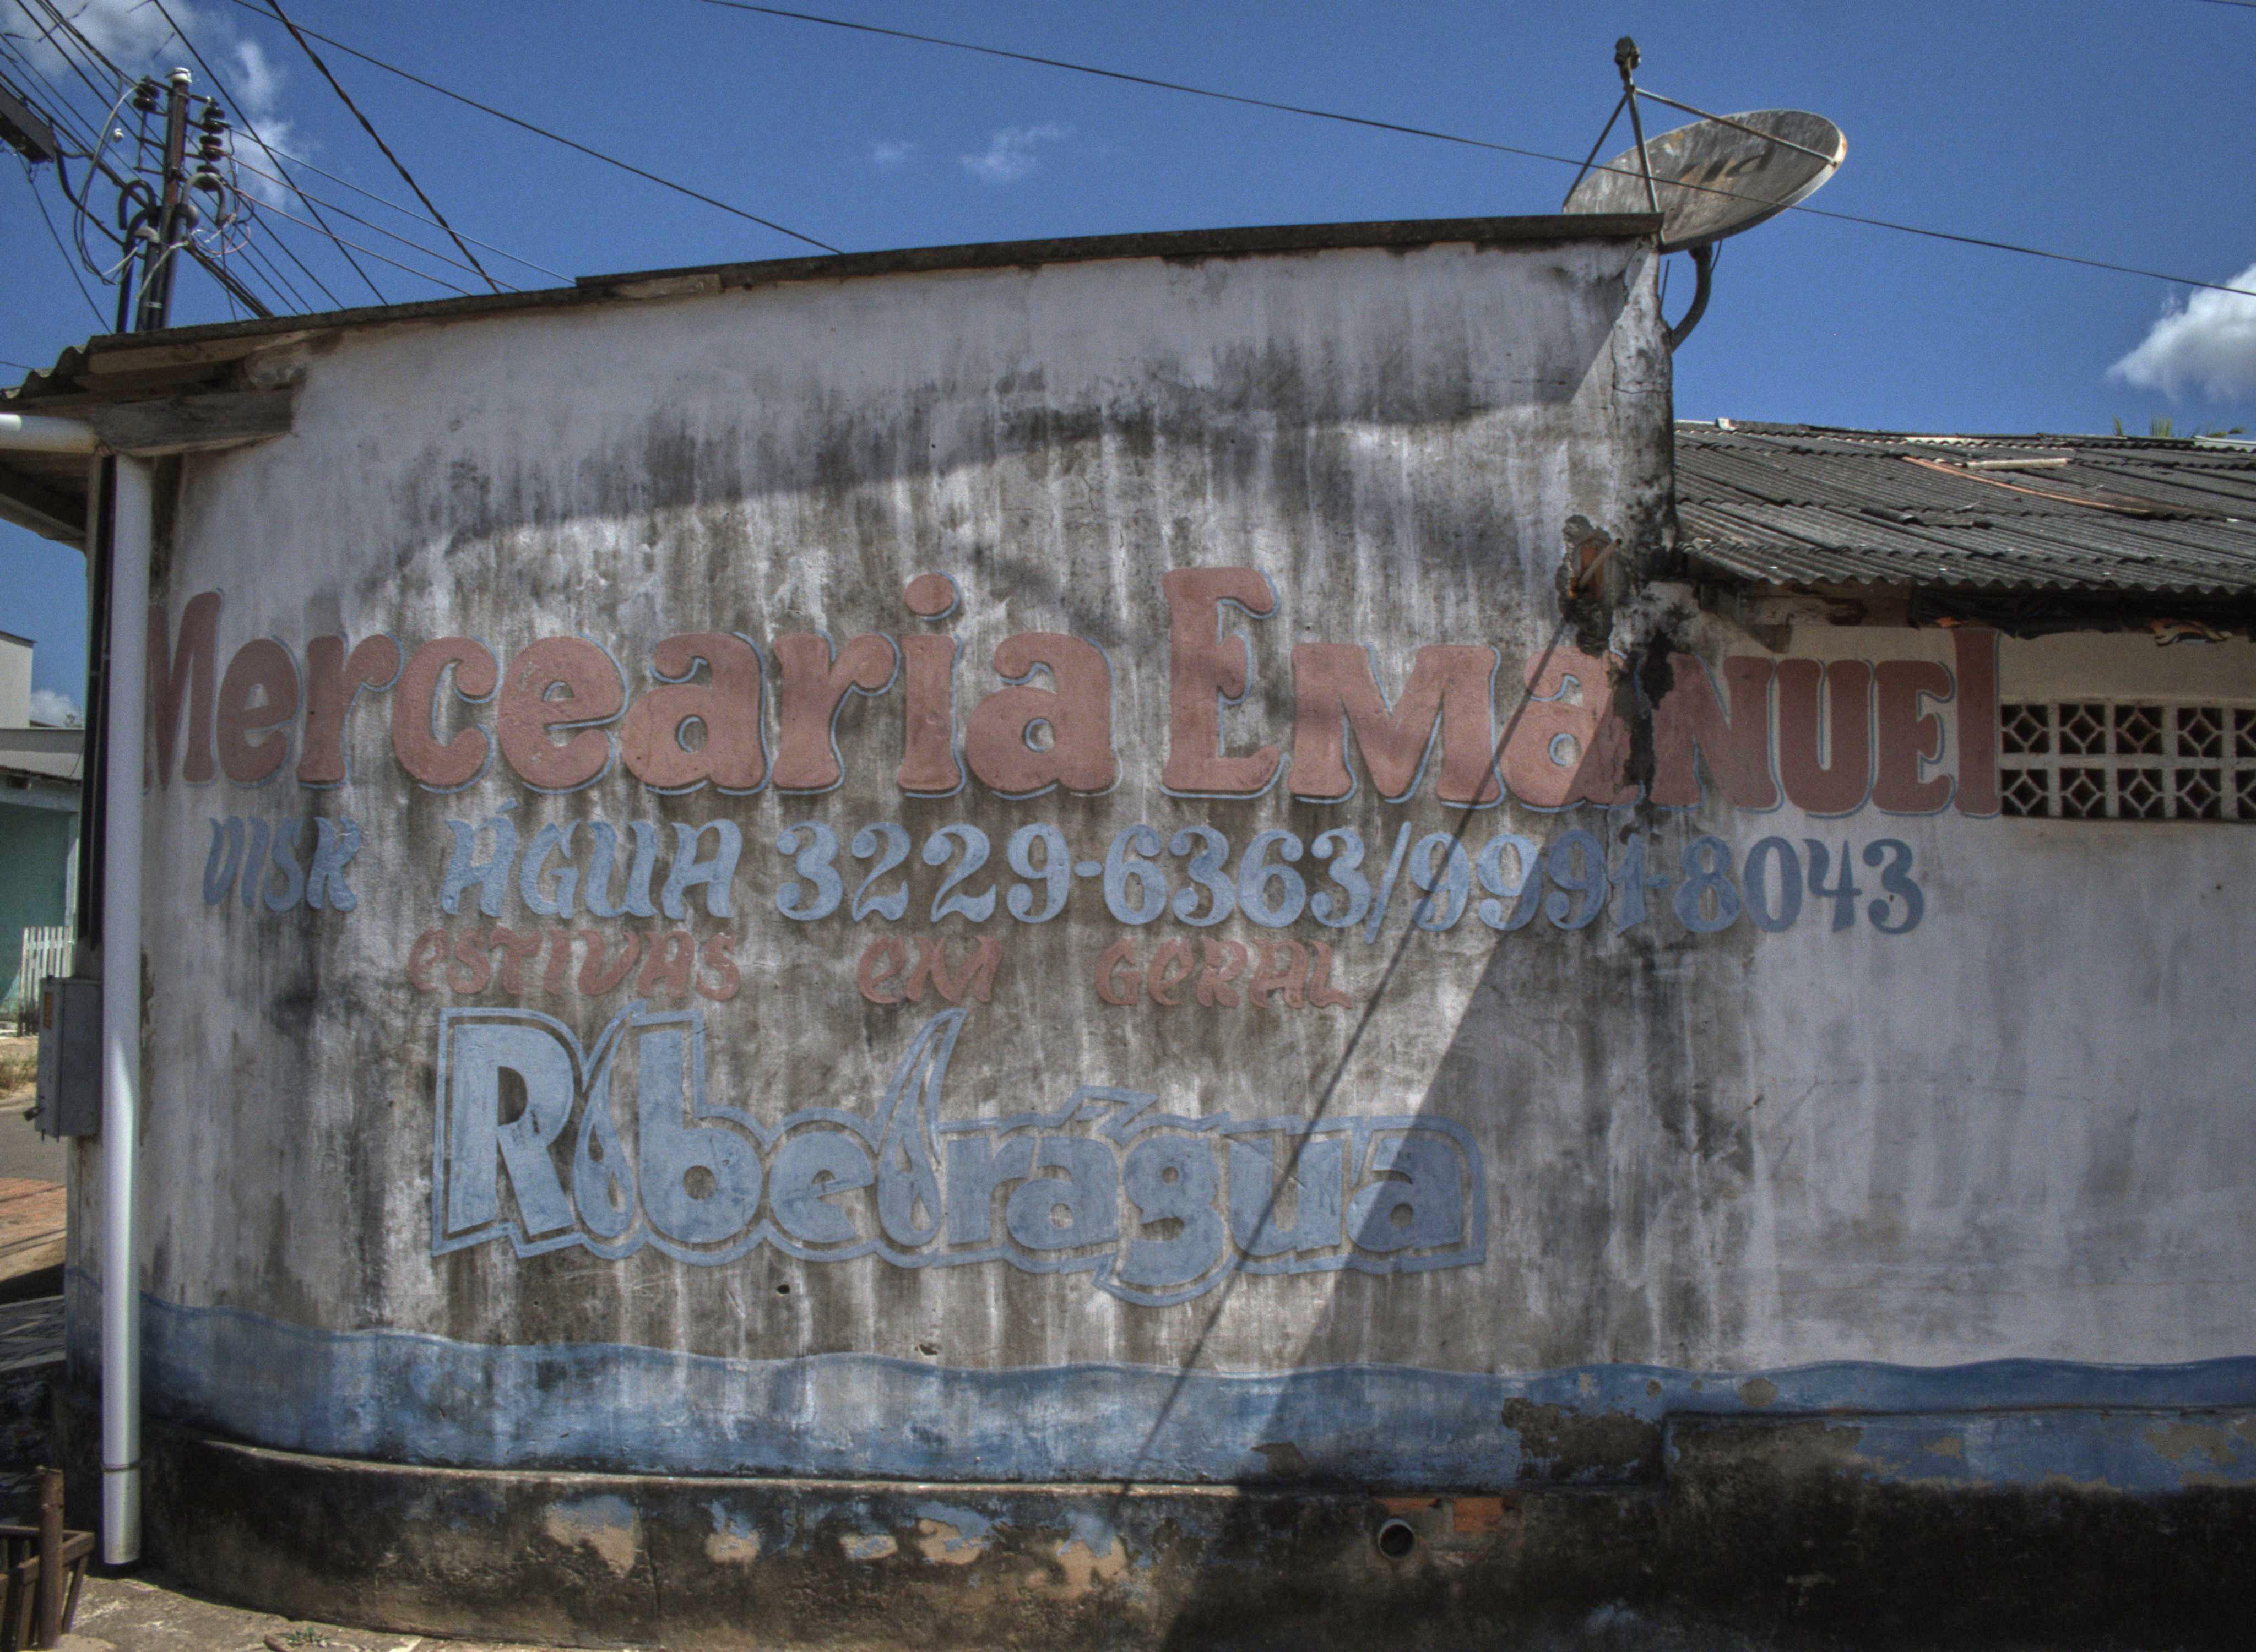 Mercearia Emanuel
DISK ÁGUA 3229-6363/9991-8043
estivas em geral
Ribeirágua